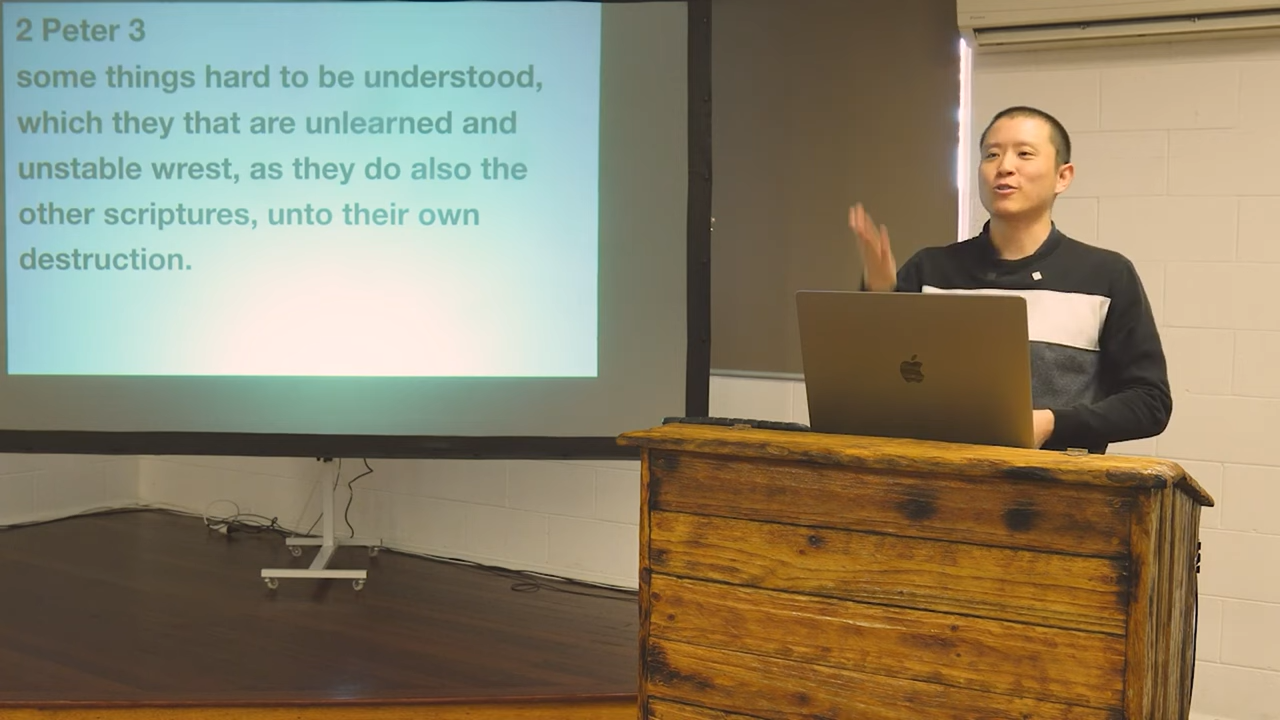 2 Peter 3
some things hard to be understood,
which they that are unlearned and
unstable wrest, as they do also the
other scriptures, unto their own
destruction.